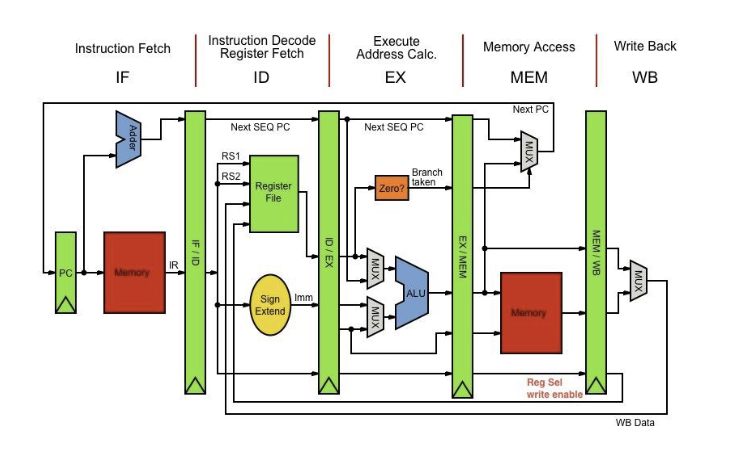 Instruction Fetch
Instruction Decode
Register Fetch
Execute
Address Calc.
Memory Access
Write Back
IF
ID
EX
MEM
WB
Next PC
Adder
Next SEQ PC
Next SEQ PC
MUX
RS1
RS2
Register
File
Zero?
Branch
taken
IF / ID
ID / EX
EX / MEM
MEM / WB
PC
Memory
IR
MUX
ALU
MUX
Sign
Extend
Imm
MUX
Memory
Reg Sel
write enable
WB Data